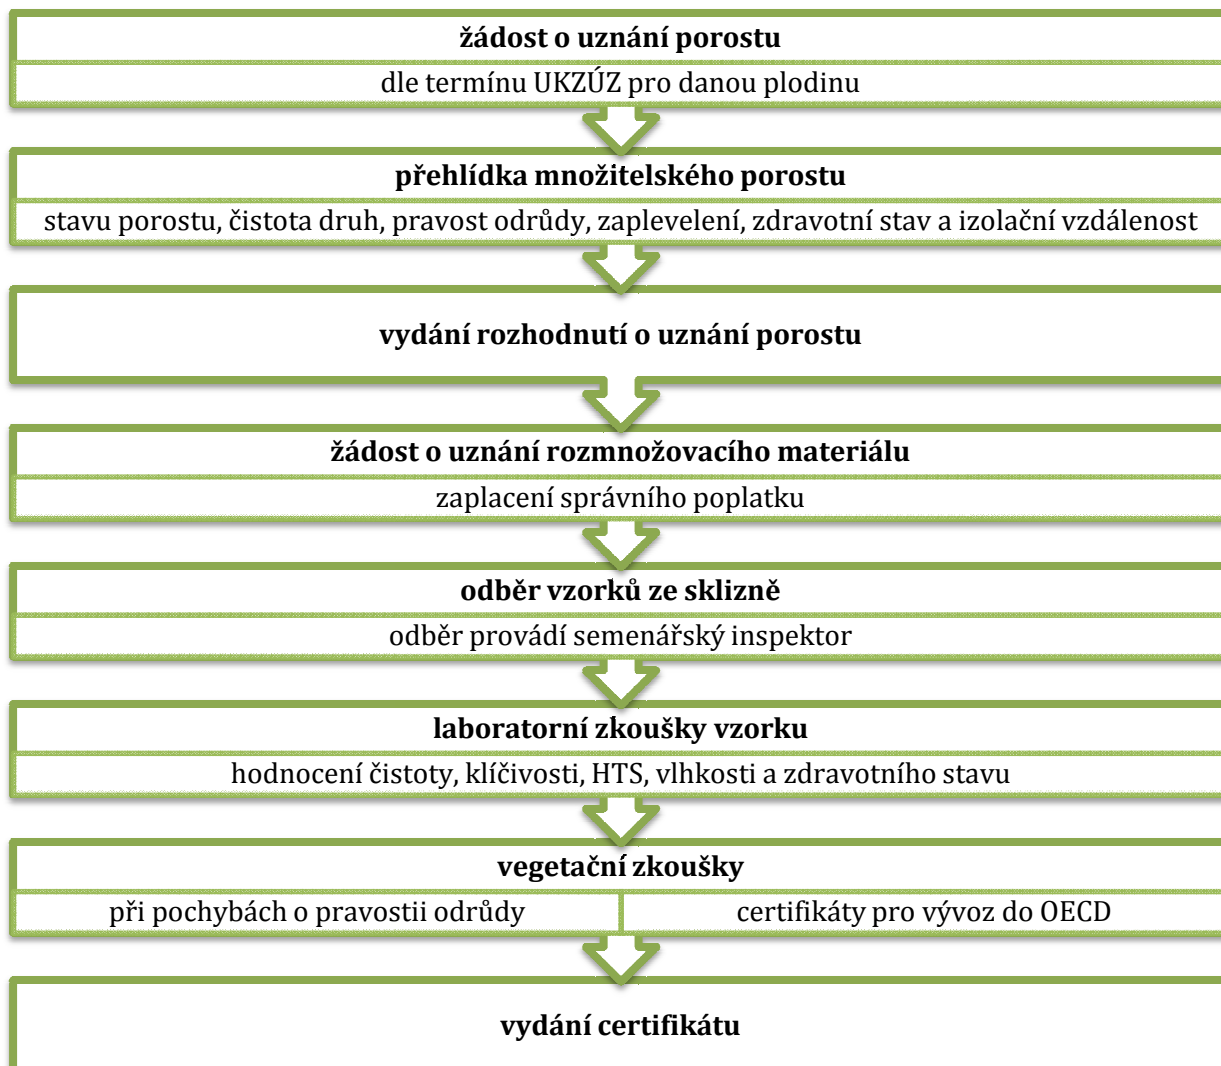 žádost o uznání porostu
dle termínu UKZÚZ pro danou plodinu
přehlídka množitelského porostu
stavu porostu, čistota druh, pravost odrůdy, zaplevelení, zdravotní stav a izolační vzdálenost
vydání rozhodnutí o uznání porostu
žádost o uznání rozmnožovacího materiálu
zaplacení správního poplatku
odběr vzorků ze sklizně
odběr provádí semenářský inspektor
laboratorní zkoušky vzorku
hodnocení čistoty, klíčivosti, HTS, vlhkosti a zdravotního stavu
vegetační zkoušky
při pochybách o pravostii odrůdy
certifikáty pro vývoz do OECD
vydání certifikátu